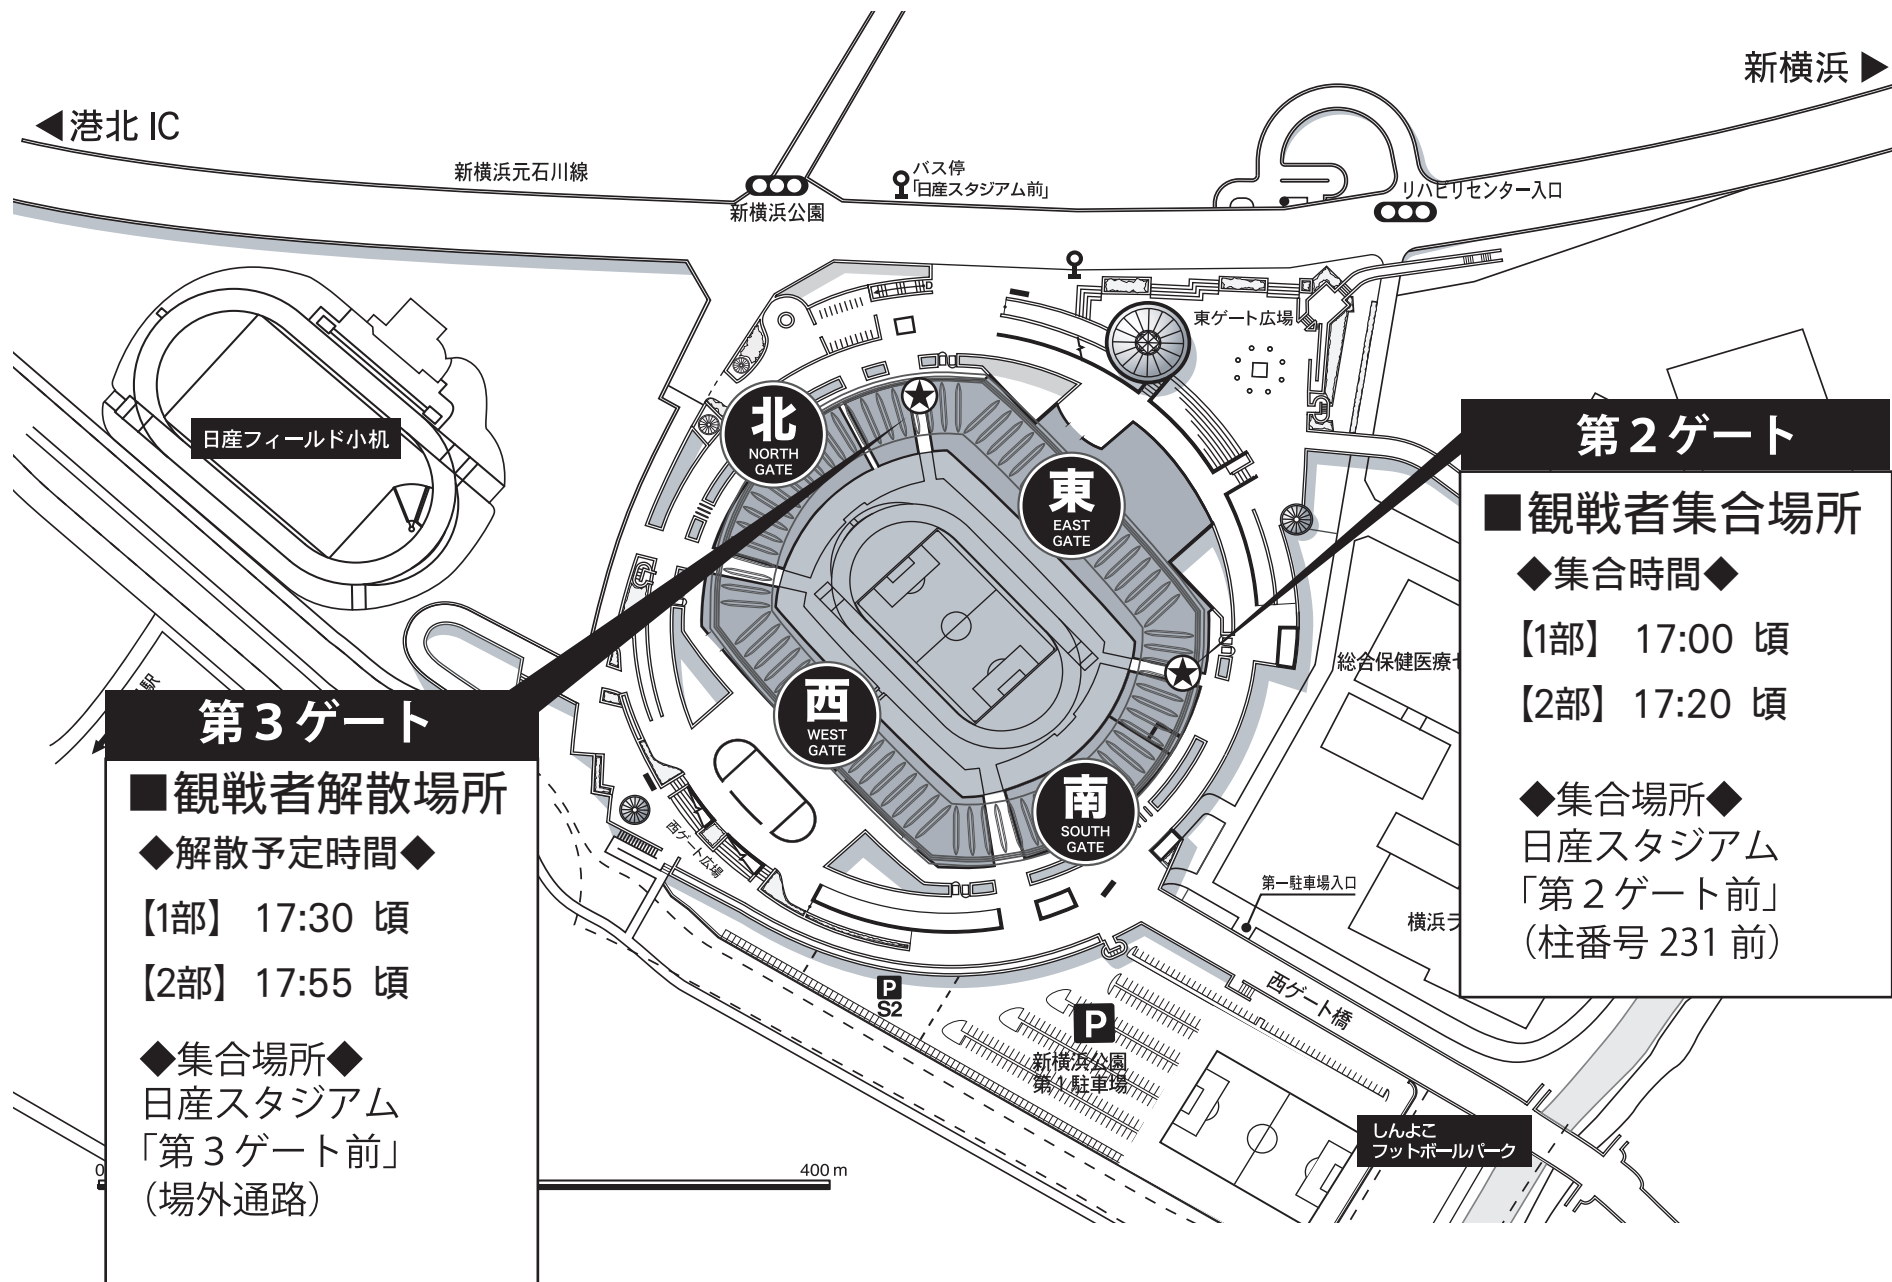 新横浜 ▶
◀港北 IC
新横浜元石川線
新横浜公園
バス停
「日産スタジアム前」
リハビリセンター入口
東ゲート広場
日産フィールド小机
北
NORTH
GATE
東
EAST
GATE
西
WEST
GATE
南
SOUTH
GATE
第2ゲート
■観戦者集合場所
◆集合時間◆
【1部】 17:00 頃
【2部】 17:20 頃
◆集合場所◆
日産スタジアム
「第2ゲート前」
（柱番号 231 前）
総合保健医療
横浜ラ
駅
第3ゲート
■観戦者解散場所
◆解散予定時間◆
【1部】 17:30 頃
【2部】 17:55 頃
◆集合場所◆
日産スタジアム
「第3ゲート前」
（場外通路）
西ゲート広場
第一駐車場入口
西ゲート橋
P
S2
P
新横浜公園
第1駐車場
しんよこ
フットボールパーク
0
400 m